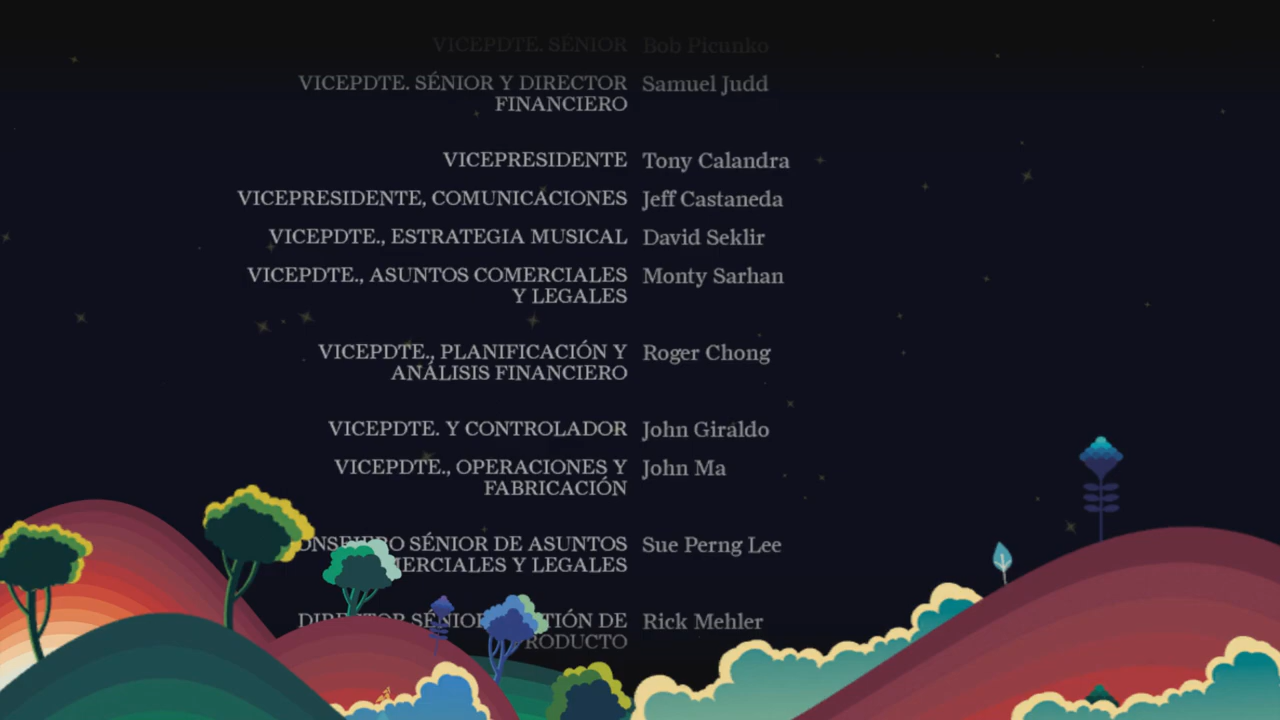 VICEPDTE. SÉNIOR Bob Picunko
VICEPDTE. SÉNIOR Y DIRECTOR Samuel Judd
FINANCIERO
VICEPRESIDENTE Tony Calandra
VICEPRESIDENTE, COMUNICACIONES Jeff Castaneda
VICEPDTE., ESTRATEGIA MUSICAL David Seklir
VICEPDTE., ASUNTOS COMERCIALES Monty Sarhan
Y LEGALES
VICEPDTE., PLANIFICACIÓN Y Roger Chong
ANÁLISIS FINANCIERO
VICEPDTE. Y CONTROLADOR John Giraldo
VICEPDTE., OPERACIONES Y John Ma
FABRICACIÓN
SÉNIOR DE ASUNTOS Sue Perng Lee
Y LEGALES
SÉNIOR DE Rick Mehler